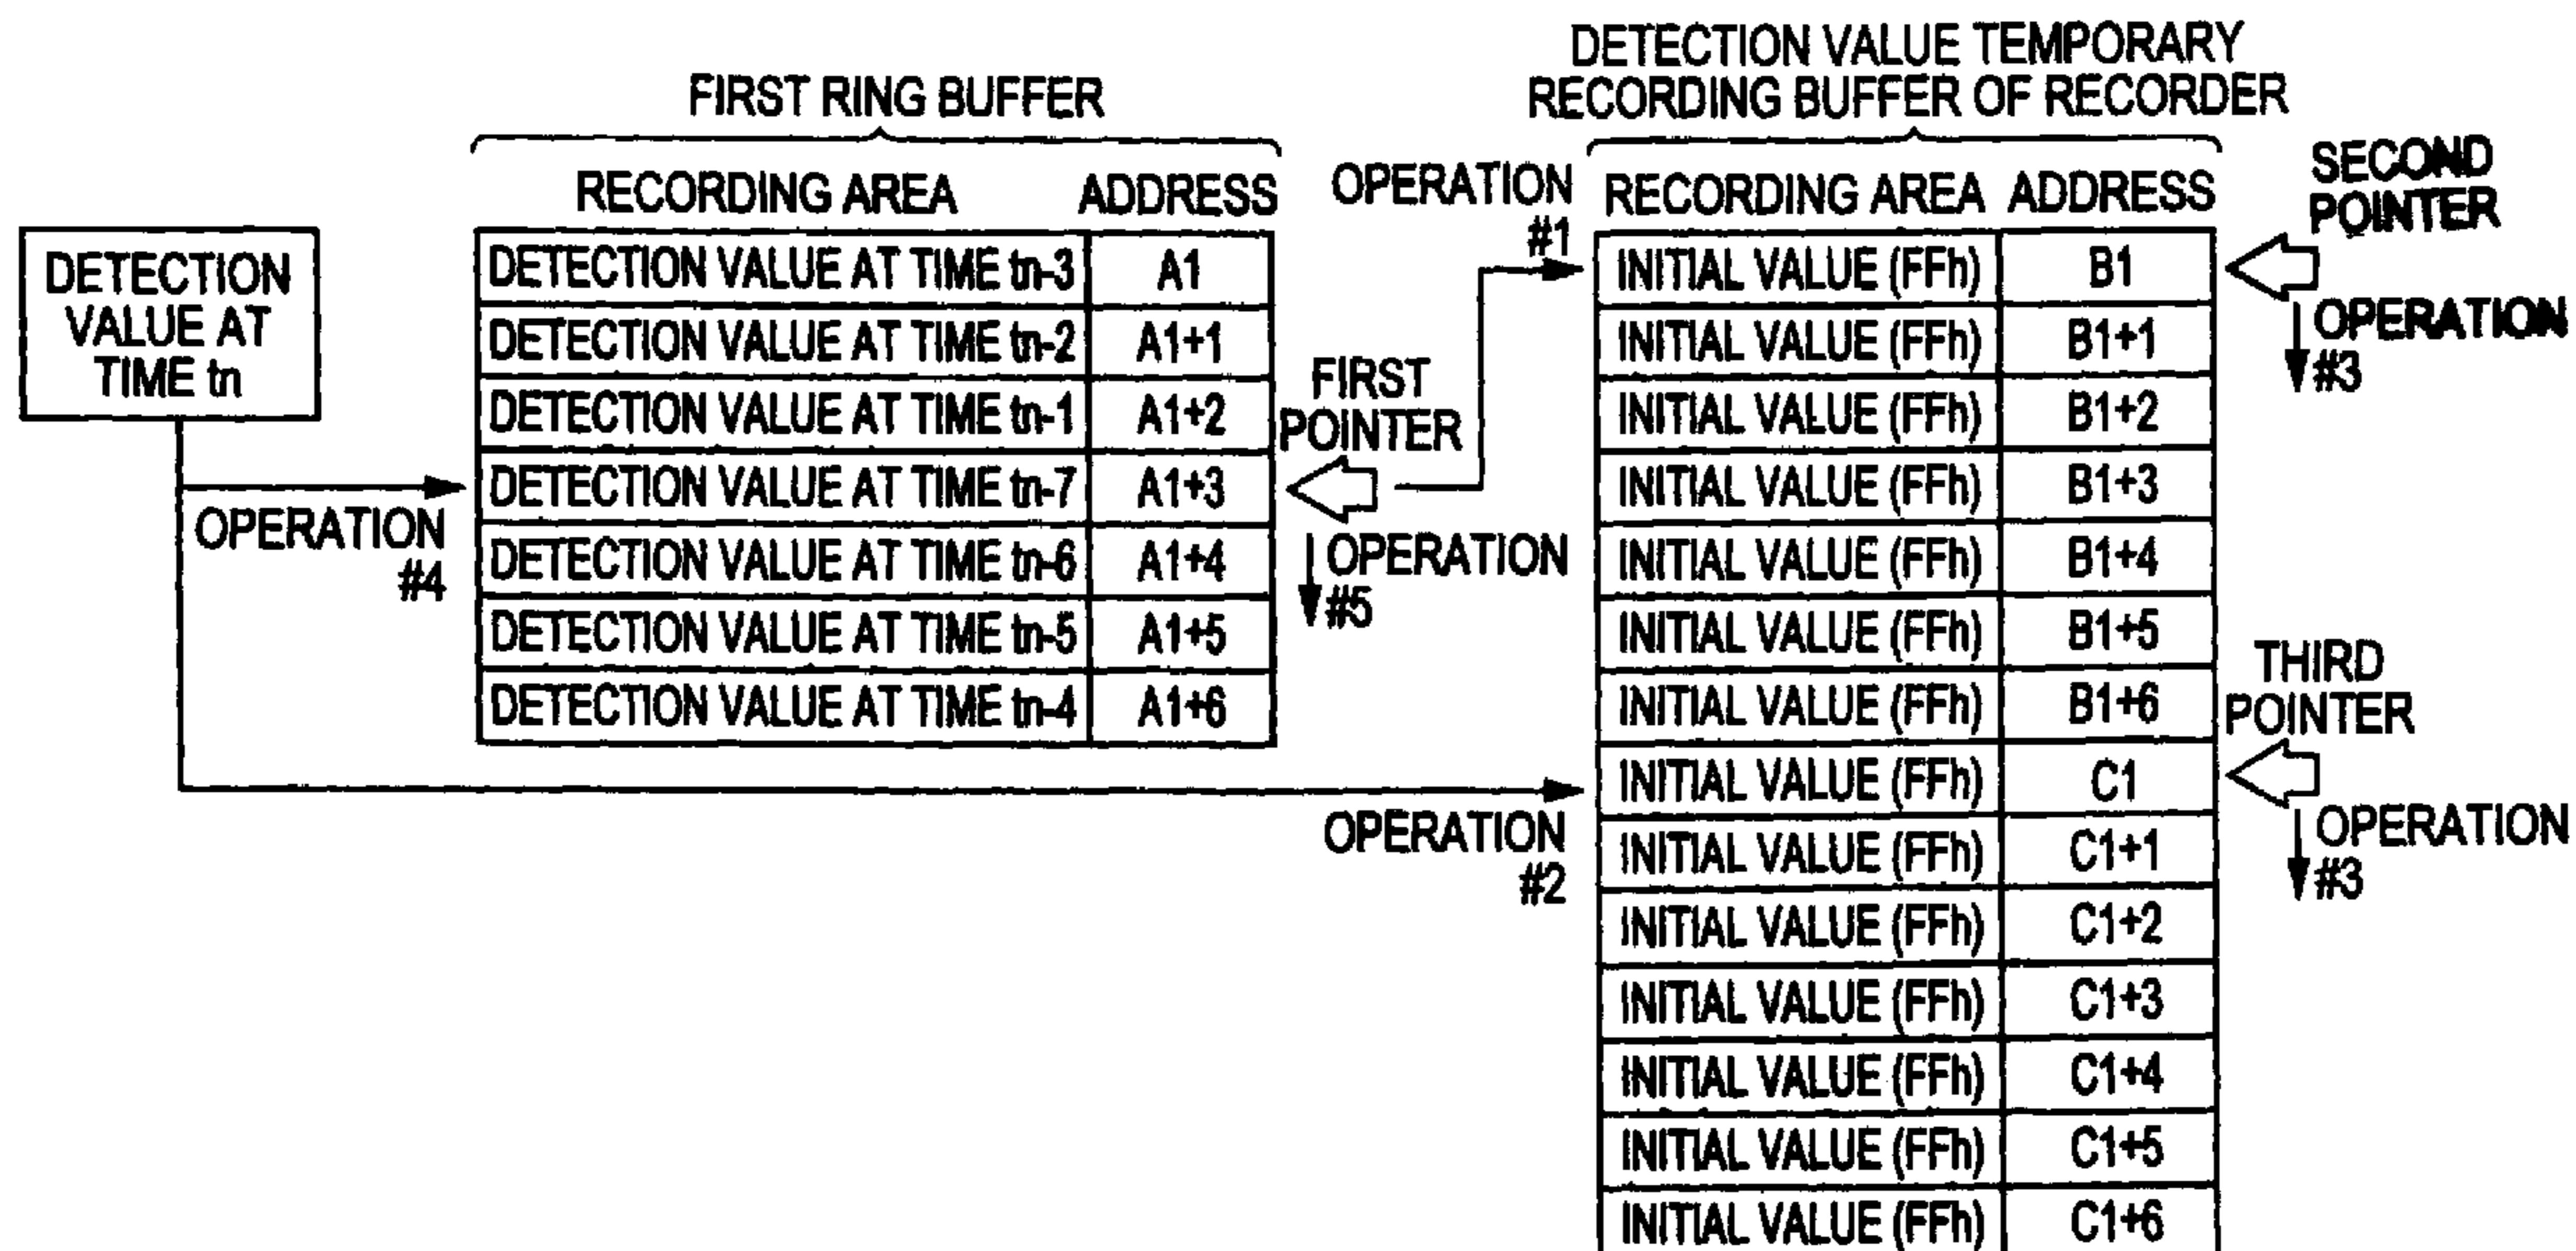 DETECTION VALUE TEMPORARY
RECORDING BUFFER OF RECORDER
FIRST RING BUFFER
RECORDING AREA ADDRESS
DETECTION
VALUE AT
TIME tn
DETECTION VALUE AT TIME tn-3 A1
DETECTION VALUE AT TIME tn-2 A1+1
DETECTION VALUE AT TIME tn-1 A1+2
DETECTION VALUE AT TIME tn-7 A1+3
DETECTION VALUE AT TIME tn-6 A1+4
DETECTION VALUE AT TIME tn-5 A1+5
DETECTION VALUE AT TIME tn-4 A1+6
OPERATION
#4
FIRST
POINTER
OPERATION
#5
OPERATION
#1
OPERATION
#2
RECORDING AREA ADDRESS
INITIAL VALUE (FFh) B1
INITIAL VALUE (FFh) B1+1
INITIAL VALUE (FFh) B1+2
INITIAL VALUE (FFh) B1+3
INITIAL VALUE (FFh) B1+4
INITIAL VALUE (FFh) B1+5
INITIAL VALUE (FFh) B1+6
INITIAL VALUE (FFh) C1
INITIAL VALUE (FFh) C1+1
INITIAL VALUE (FFh) C1+2
INITIAL VALUE (FFh) C1+3
INITIAL VALUE (FFh) C1+4
INITIAL VALUE (FFh) C1+5
INITIAL VALUE (FFh) C1+6
SECOND
POINTER
OPERATION
#3
THIRD
POINTER
OPERATION
#3